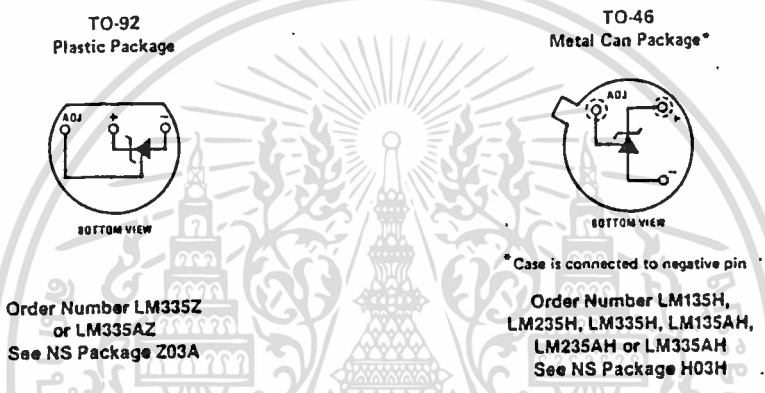 TO-92
Plastic Package
ADJ + −
BOTTOM VIEW
Order Number LM335Z
or LM335AZ
See NS Package Z03A
TO-46
Metal Can Package*
ADJ
+
−
BOTTOM VIEW
*Case is connected to negative pin
Order Number LM135H,
LM235H, LM335H, LM135AH,
LM235AH or LM335AH
See NS Package H03H